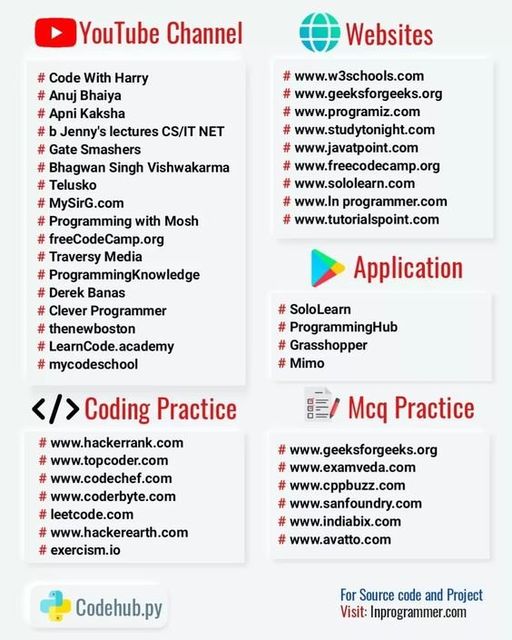 YouTube Channel
# Code With Harry
# Anuj Bhaiya
# Apni Kaksha
# b Jenny's lectures CS/IT NET
# Gate Smashers
# Bhagwan Singh Vishwakarma
# Telusko
# MySirG.com
# Programming with Mosh
# freeCodeCamp.org
# Traversy Media
# ProgrammingKnowledge
# Derek Banas
# Clever Programmer
# thenewboston
# LearnCode.academy
# mycodeschool
Websites
# www.w3schools.com
# www.geeksforgeeks.org
# www.programiz.com
# www.studytonight.com
# www.javatpoint.com
# www.freecodecamp.org
# www.sololearn.com
# www.In programmer.com
# www.tutorialspoint.com
Application
# SoloLearn
# ProgrammingHub
# Grasshopper
# Mimo
</> Coding Practice
# www.hackerrank.com
# www.topcoder.com
# www.codechef.com
# www.coderbyte.com
# leetcode.com
# www.hackerearth.com
# exercism.io
Mcq Practice
# www.geeksforgeeks.org
# www.examveda.com
# www.cppbuzz.com
# www.sanfoundry.com
# www.indiabix.com
# www.avatto.com
Codehub.py
For Source code and Project
Visit: Inprogrammer.com